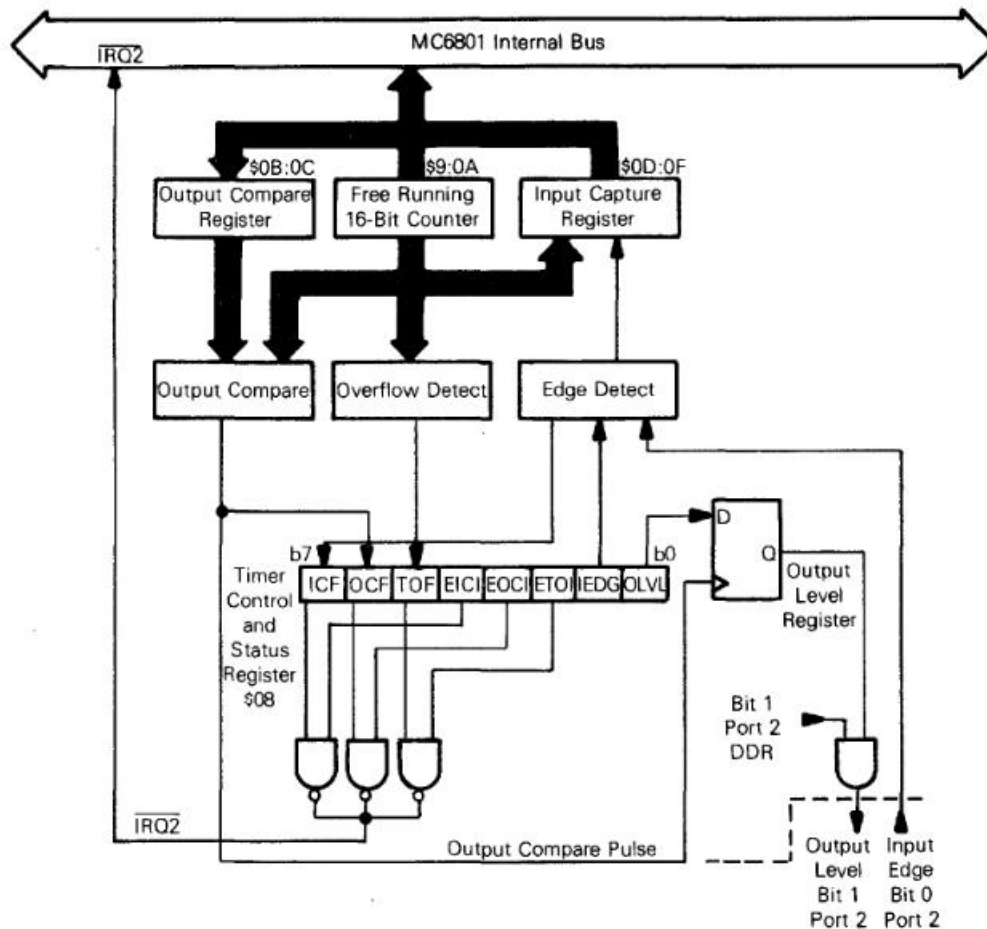 MC6801 Internal Bus
IRQ2
$0B:0C
$9:0A
$0D:0F
Output Compare
Register
Free Running
16-Bit Counter
Input Capture
Register
Output Compare
Overflow Detect
Edge Detect
b7
b0
ICF OCF TOF EICI EOCI ETOI IEDG OLVL
Timer
Control
and
Status
Register
$08
D
Q
Output
Level
Register
Bit 1
Port 2
DDR
IRQ2
Output Compare Pulse
Output
Level
Bit 1
Port 2
Input
Edge
Bit 0
Port 2